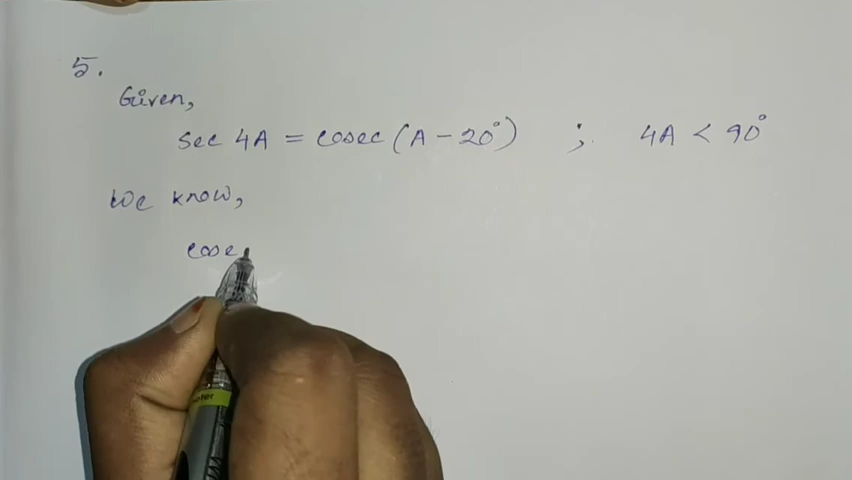 5.
Given,
sec 4A = cosec (A - 20°) ; 4A < 90°
We know,
cose